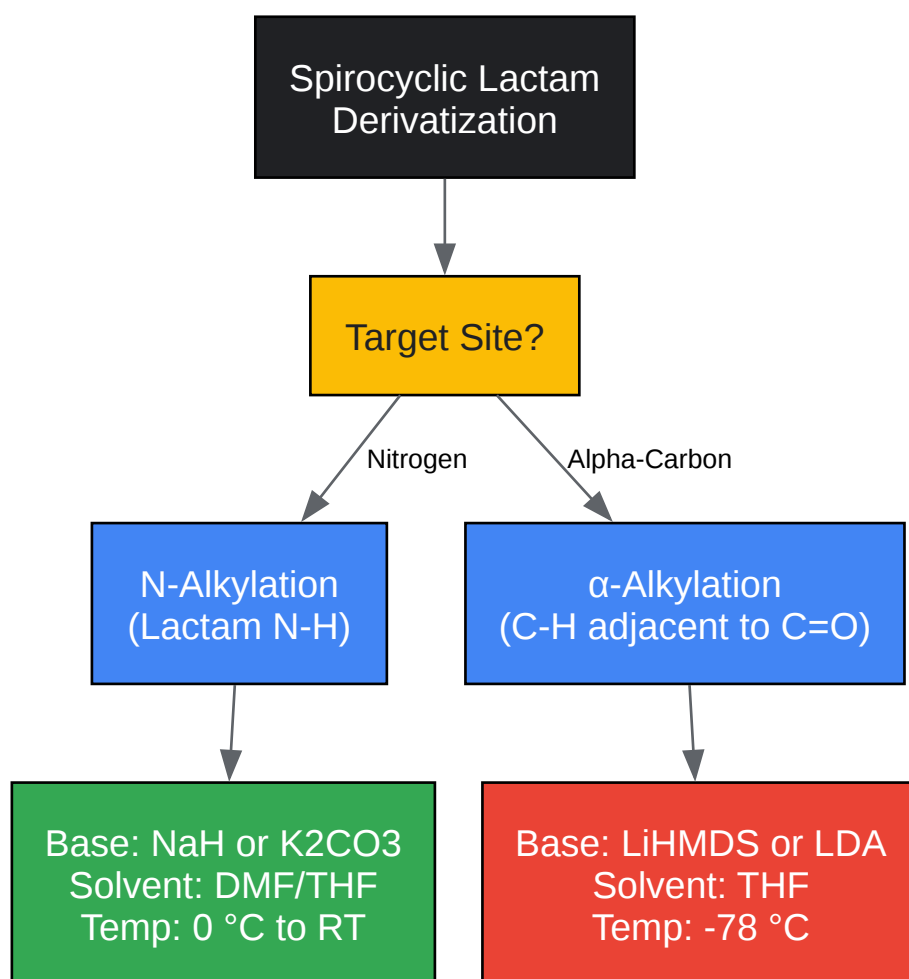 Spirocyclic Lactam
Derivatization
Target Site?
Nitrogen
Alpha-Carbon
N-Alkylation
(Lactam N-H)
α-Alkylation
(C-H adjacent to C=O)
Base: NaH or K2CO3
Solvent: DMF/THF
Temp: 0 °C to RT
Base: LiHMDS or LDA
Solvent: THF
Temp: -78 °C